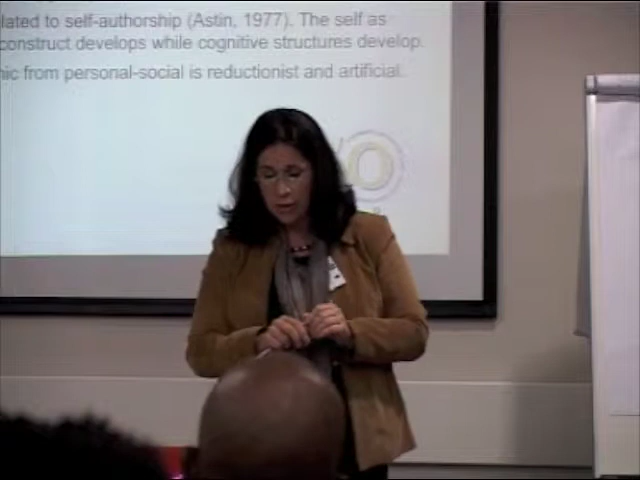 lated to self-authorship (Astin, 1977). The self as
construct develops while cognitive structures develop.
ic from personal-social is reductionist and artificial.